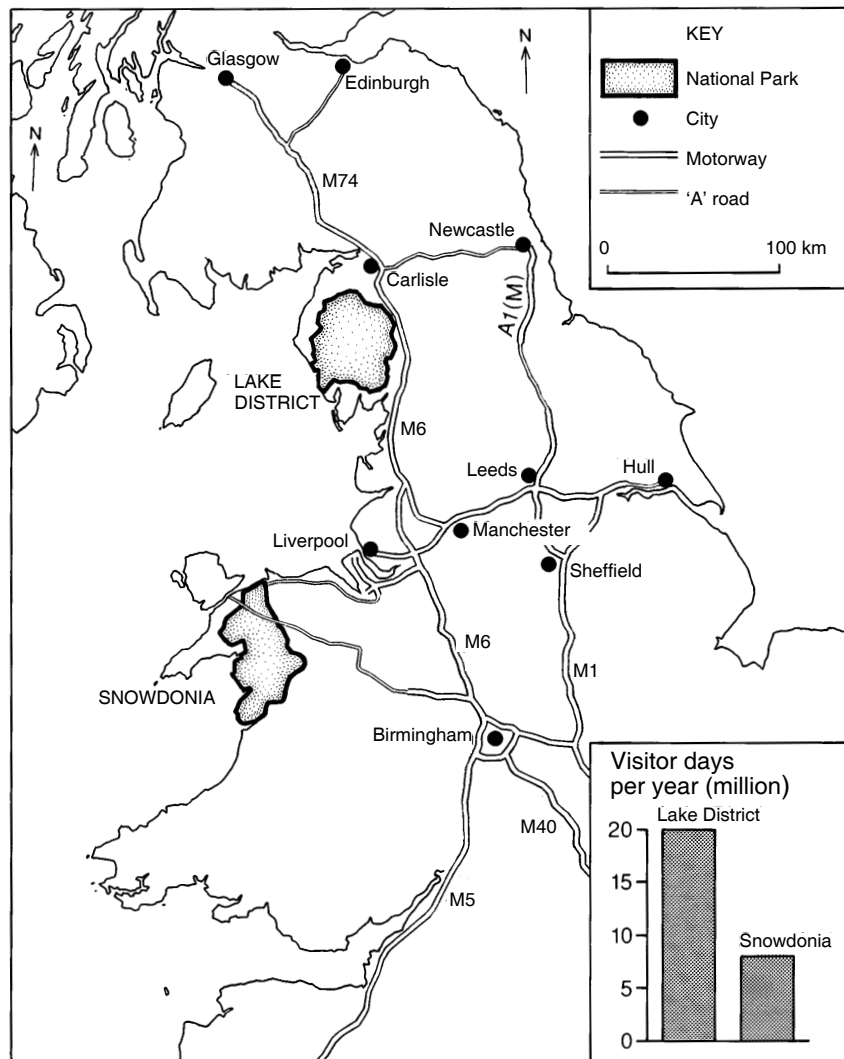 Glasgow
Edinburgh
N
N
M74
Newcastle
Carlisle
A1(M)
LAKE
DISTRICT
M6
Leeds
Hull
Liverpool
Manchester
Sheffield
M6
M1
SNOWDONIA
Birmingham
M40
M5
KEY
National Park
City
Motorway
'A' road
0 100 km
Visitor days
per year (million)
Lake District
20
15
10
Snowdonia
5
0